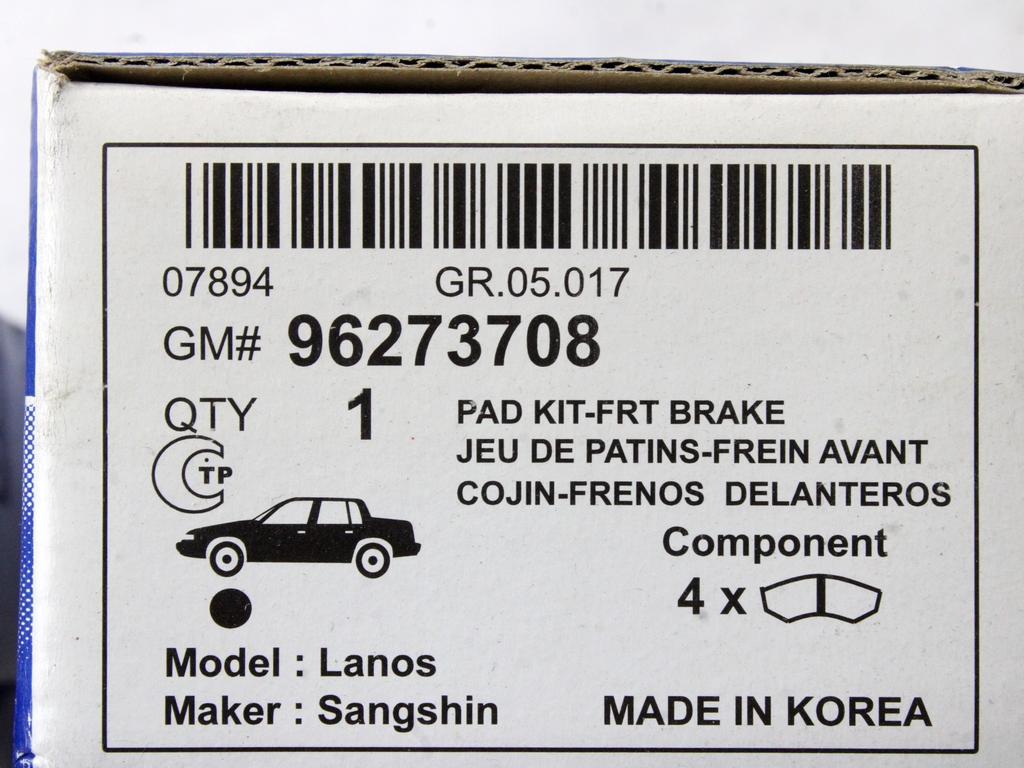 07894 GR.05.017
GM# 96273708
QTY 1 PAD KIT-FRT BRAKE
JEU DE PATINS-FREIN AVANT
CTP
COJIN-FRENOS DELANTEROS
Component
4 x
Model : Lanos
Maker : Sangshin MADE IN KOREA